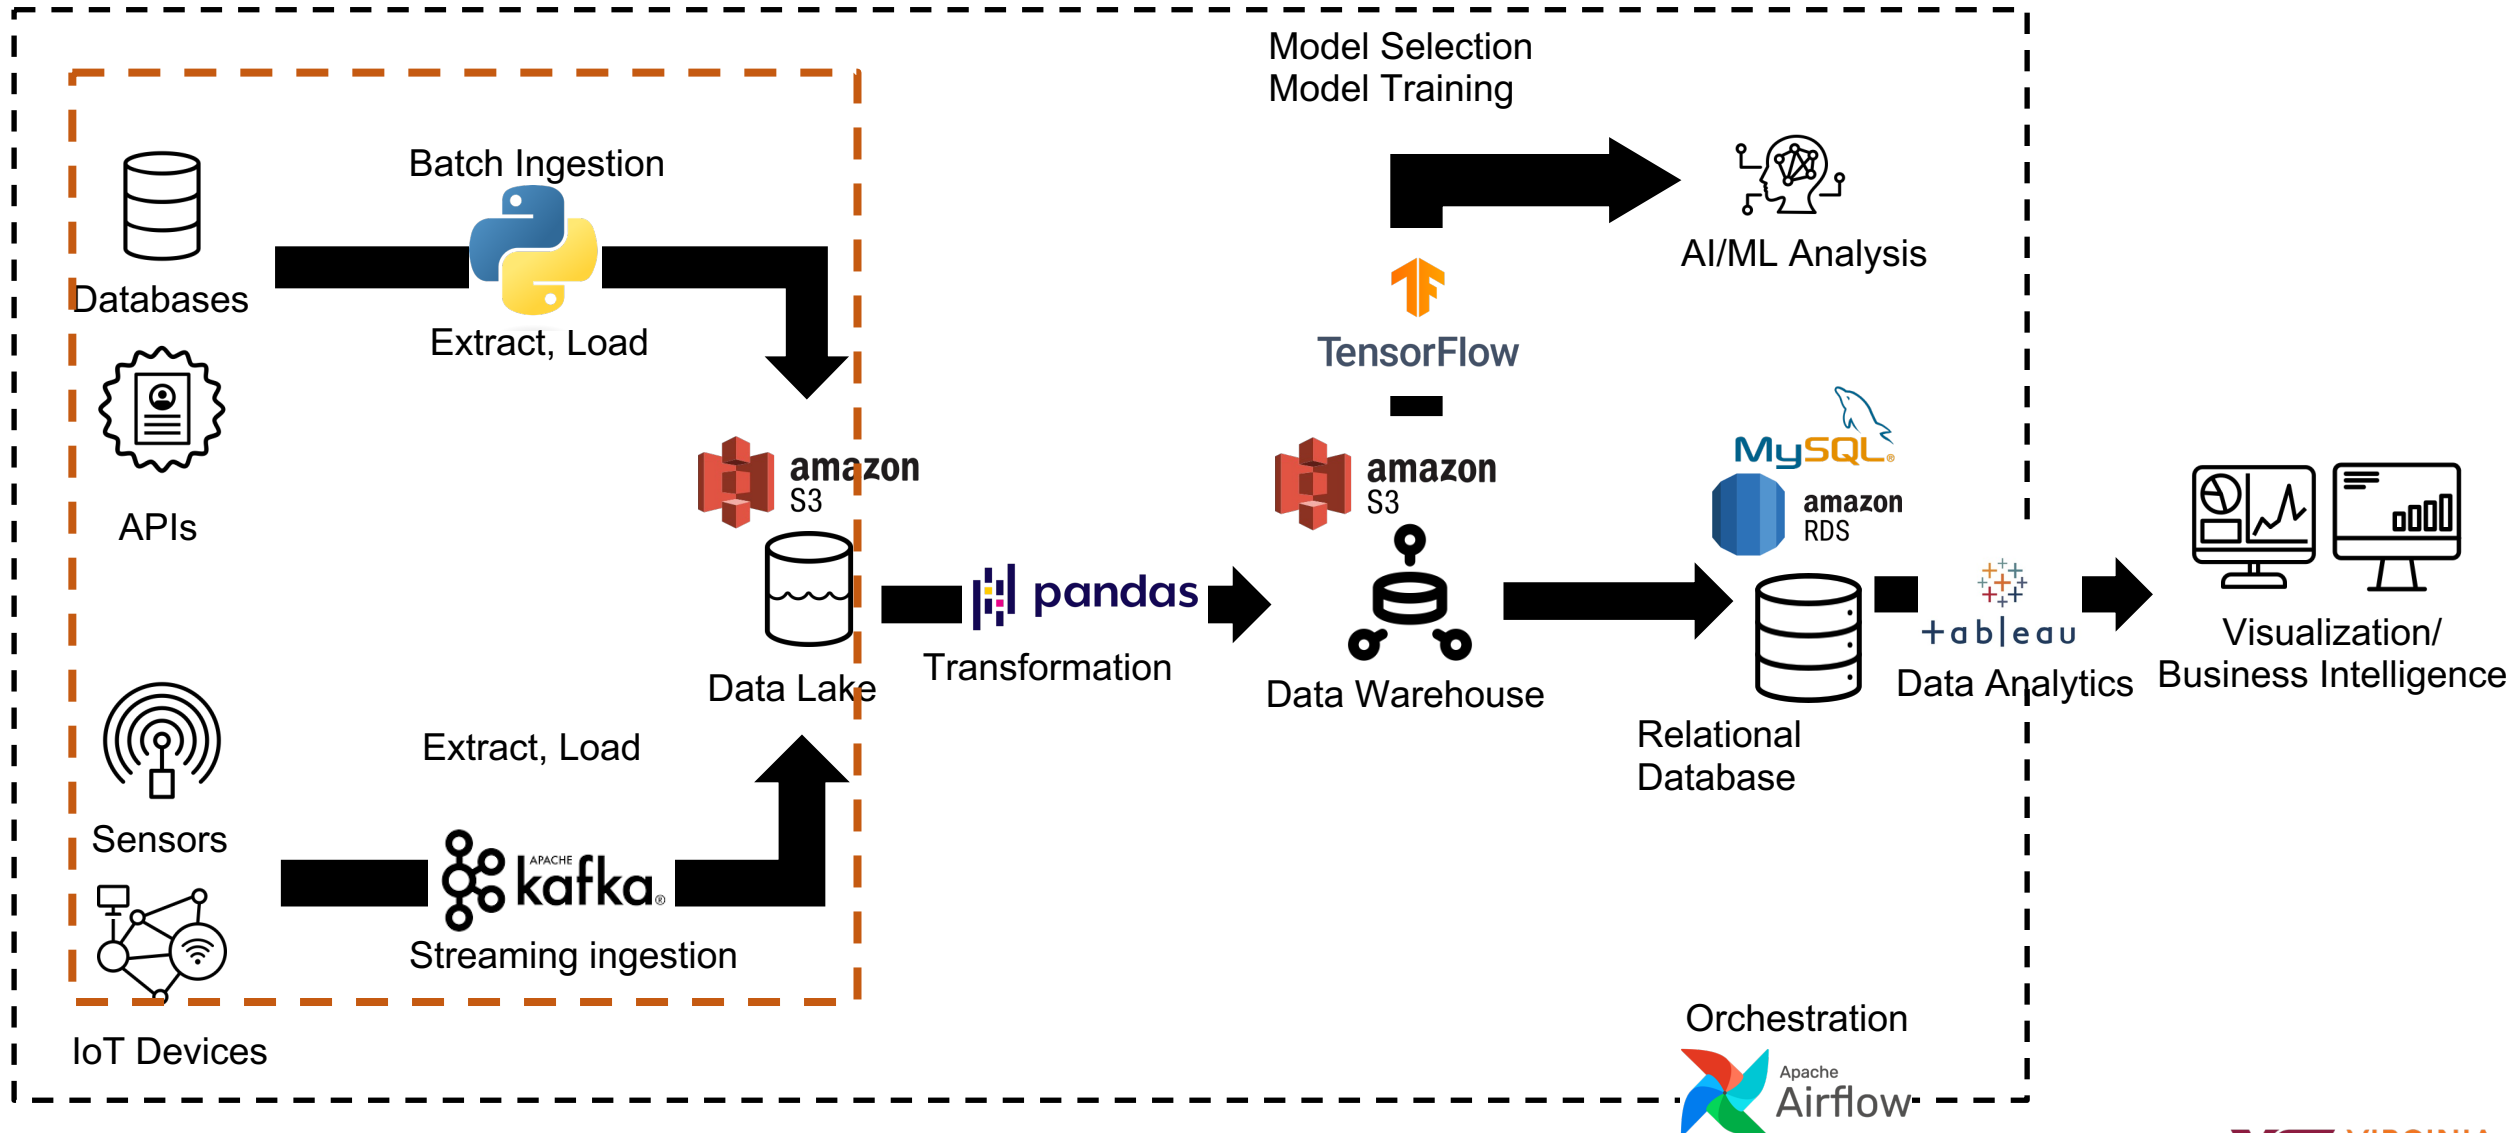 Model Selection
Model Training
Batch Ingestion
Databases
Extract, Load
AI/ML Analysis
TensorFlow
APIs
amazon
S3
amazon
S3
MySQL®
amazon
RDS
pandas
Transformation
Data Lake
Data Warehouse
+ableau
Data Analytics
Visualization/
Business Intelligence
Relational
Database
Extract, Load
Sensors
APACHE
kafka®
Streaming ingestion
IoT Devices
Orchestration
Apache
Airflow